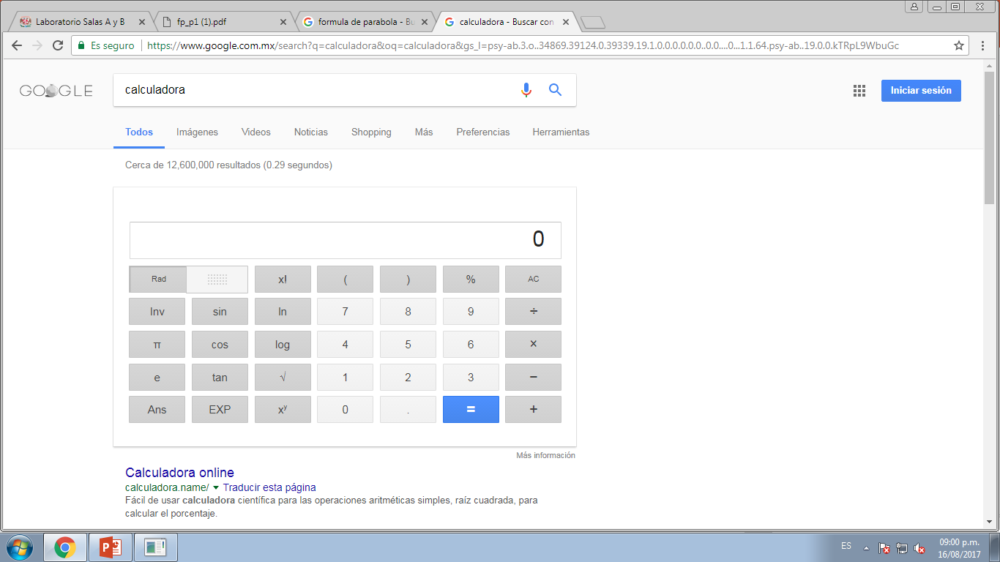 Laboratorio Salas A y B
fp_p1 (1).pdf
formula de parabola - Bu
calculadora - Buscar con
Es seguro
https://www.google.com.mx/search?q=calculadora&oq=calculadora&gs_l=psy-ab.3.o..34869.39124.0.39339.19.1.0.0.0.0.0.0..0.0....0...1.1.64.psy-ab..19.0.0.kTRpL9WbuGc
GOOGLE
calculadora
Iniciar sesión
Todos Imágenes Videos Noticias Shopping Más Preferencias Herramientas
Cerca de 12,600,000 resultados (0.29 segundos)
0
Rad x! ( ) % AC
Inv sin ln 7 8 9 ÷
π cos log 4 5 6 ×
e tan √ 1 2 3 −
Ans EXP xʸ 0 . = +
Más información
Calculadora online
calculadora.name/ Traducir esta página
Fácil de usar calculadora científica para las operaciones aritméticas simples, raíz cuadrada, para
calcular el porcentaje.
ES
09:00 p.m.
16/08/2017